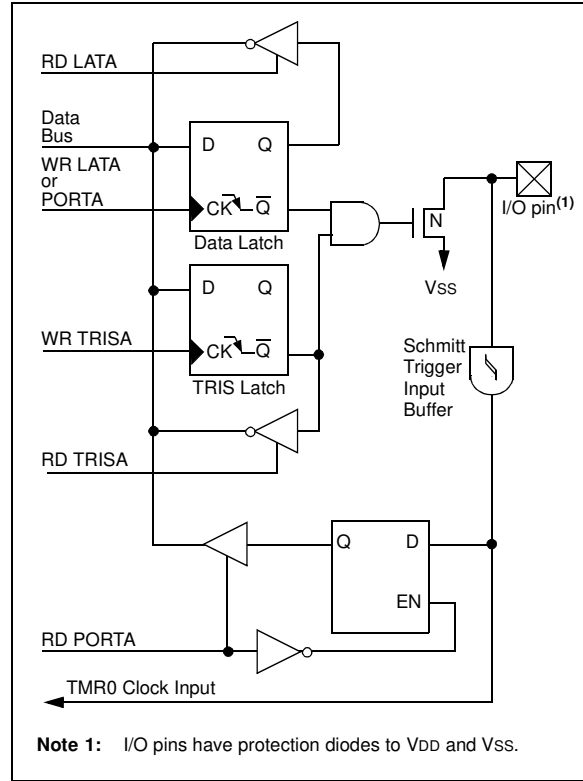 RD LATA
Data
Bus
WR LATA
or
PORTA
D Q
CK Q̅
Data Latch
N
I/O pin(1)
VSS
D Q
CK Q̅
TRIS Latch
WR TRISA
Schmitt
Trigger
Input
Buffer
RD TRISA
Q D
EN
RD PORTA
TMR0 Clock Input
Note 1: I/O pins have protection diodes to VDD and VSS.